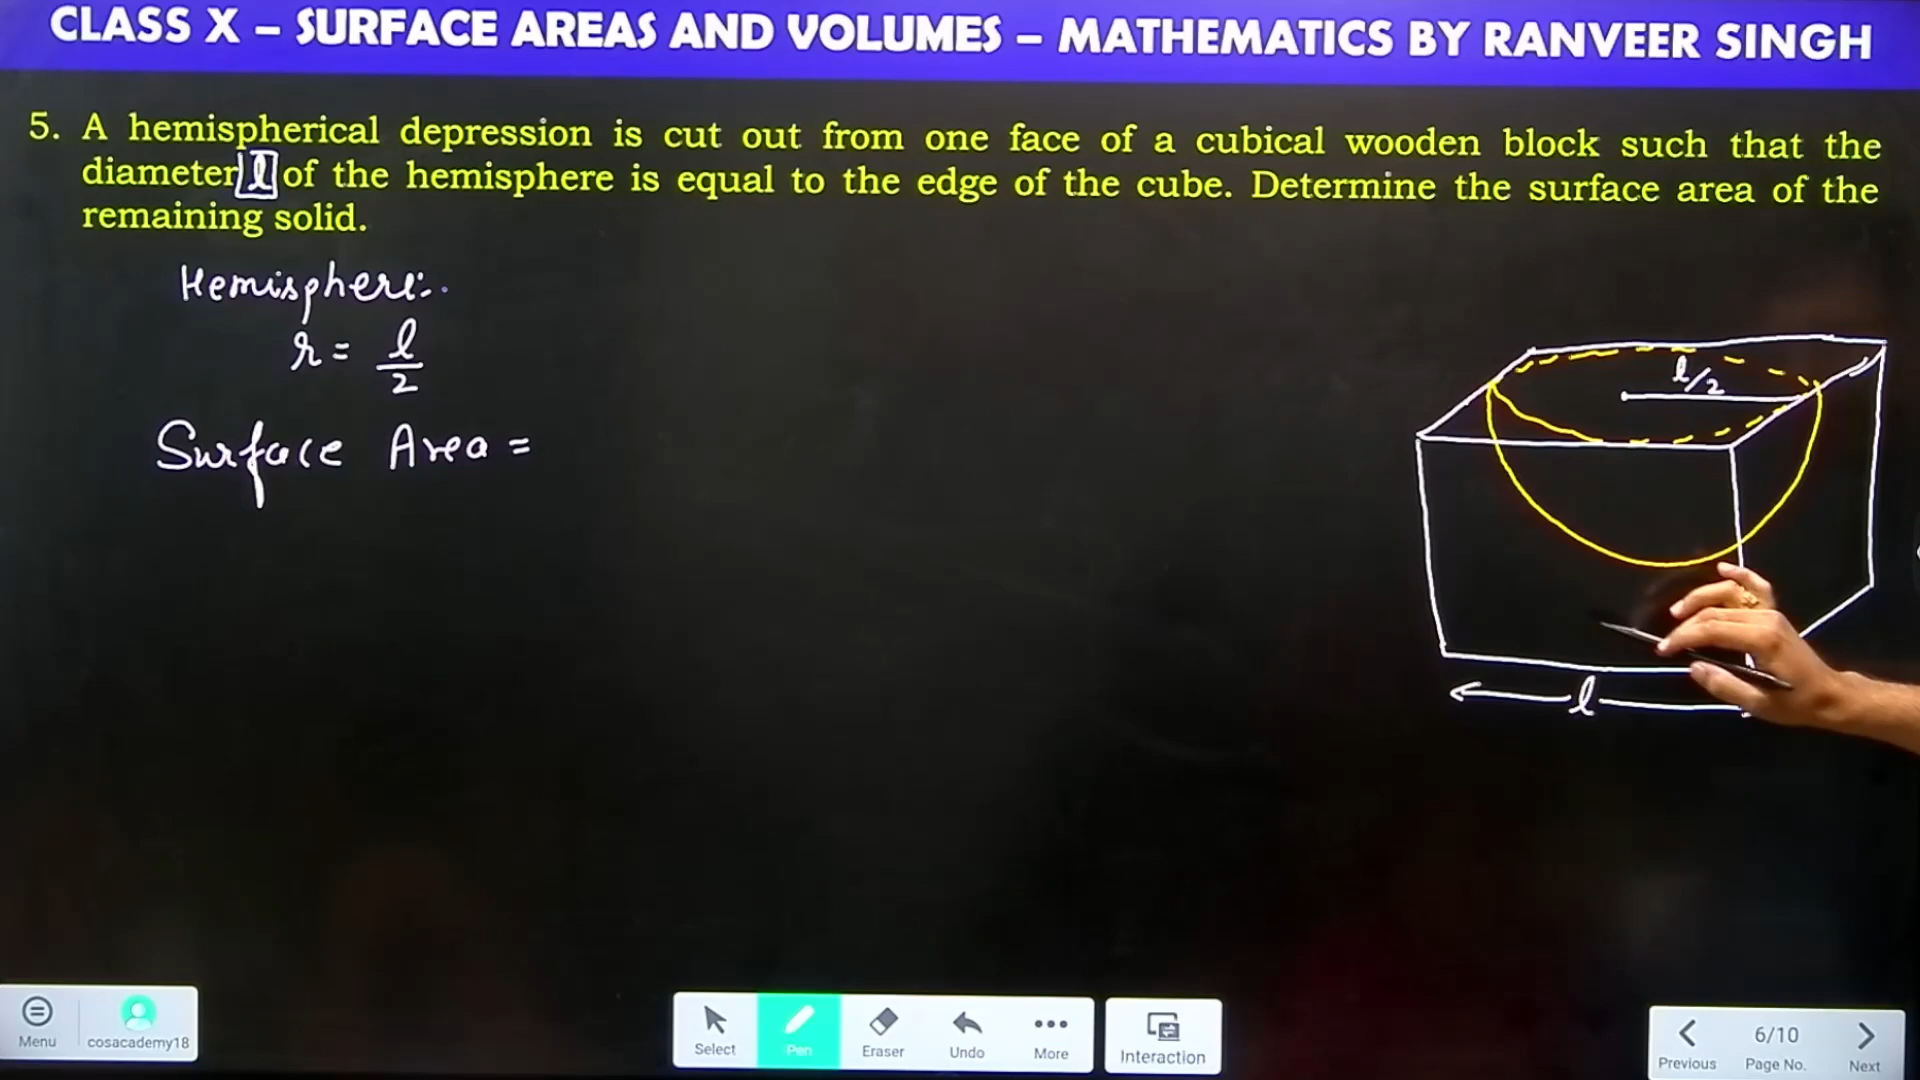 CLASS X – SURFACE AREAS AND VOLUMES – MATHEMATICS BY RANVEER SINGH
5. A hemispherical depression is cut out from one face of a cubical wooden block such that the
diameter l of the hemisphere is equal to the edge of the cube. Determine the surface area of the
remaining solid.
Hemisphere:.
r = l/2
Surface Area =
l/2
l
Menu
cosacademy18
Select
Pen
Eraser
Undo
More
Interaction
Previous
6/10
Page No.
Next